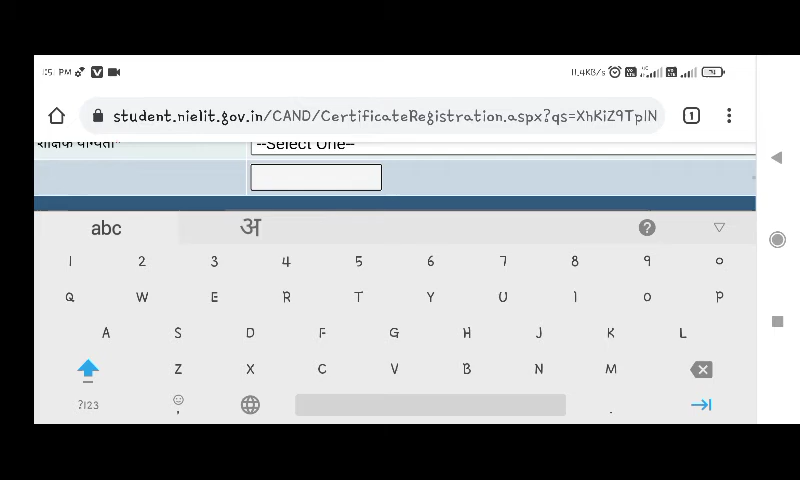 PM
11.4KB/s
student.nielit.gov.in/CAND/CertificateRegistration.aspx?qs=XhKiZ9TpIN
1
शैक्षिक योग्यता*
--Select One--
abc अ ?
1 2 3 4 5 6 7 8 9 0
Q W E R T Y U I O P
A S D F G H J K L
Z X C V B N M
?123 , .